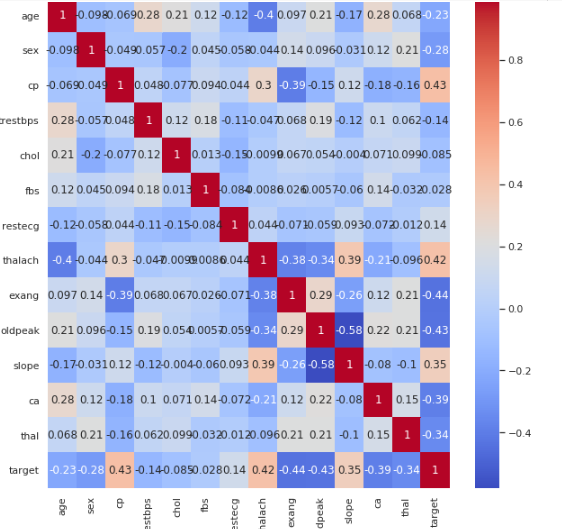 age 1 -0.098 -0.069 0.28 0.21 0.12 -0.12 -0.4 0.097 0.21 -0.17 0.28 0.068 -0.23
sex -0.098 1 -0.049 -0.057 -0.2 0.045 -0.058 -0.044 0.14 0.096 -0.031 0.12 0.21 -0.28
cp -0.069 -0.049 1 0.048 -0.077 0.094 0.044 0.3 -0.39 -0.15 0.12 -0.18 -0.16 0.43
trestbps 0.28 -0.057 0.048 1 0.12 0.18 -0.11 -0.047 0.068 0.19 -0.12 0.1 0.062 -0.14
chol 0.21 -0.2 -0.077 0.12 1 0.013 -0.15 -0.0099 0.067 0.054 -0.004 0.071 0.099 -0.085
fbs 0.12 0.045 0.094 0.18 0.013 1 -0.084 -0.0086 0.026 0.0057 -0.06 0.14 -0.032 -0.028
restecg -0.12 -0.058 0.044 -0.11 -0.15 -0.084 1 0.044 -0.071 -0.059 0.093 -0.072 -0.012 0.14
thalach -0.4 -0.044 0.3 -0.047 -0.0099 -0.0086 0.044 1 -0.38 -0.34 0.39 -0.21 -0.096 0.42
exang 0.097 0.14 -0.39 0.068 0.067 0.026 -0.071 -0.38 1 0.29 -0.26 0.12 0.21 -0.44
oldpeak 0.21 0.096 -0.15 0.19 0.054 0.0057 -0.059 -0.34 0.29 1 -0.58 0.22 0.21 -0.43
slope -0.17 -0.031 0.12 -0.12 -0.004 -0.06 0.093 0.39 -0.26 -0.58 1 -0.08 -0.1 0.35
ca 0.28 0.12 -0.18 0.1 0.071 0.14 -0.072 -0.21 0.12 0.22 -0.08 1 0.15 -0.39
thal 0.068 0.21 -0.16 0.062 0.099 -0.032 -0.012 -0.096 0.21 0.21 -0.1 0.15 1 -0.34
target -0.23 -0.28 0.43 -0.14 -0.085 -0.028 0.14 0.42 -0.44 -0.43 0.35 -0.39 -0.34 1
age sex cp estbps chol fbs estecg halach exang dpeak slope ca thal target
0.8
0.6
0.4
0.2
0.0
−0.2
−0.4